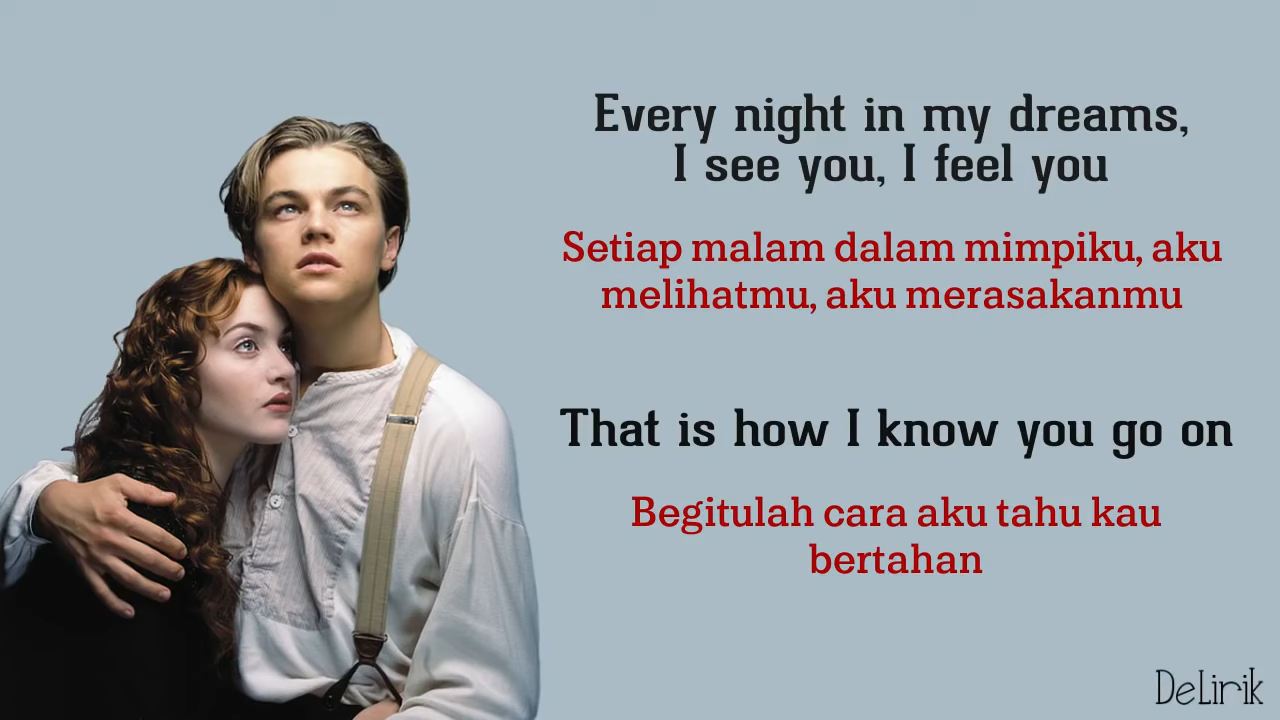 Every night in my dreams,
I see you, I feel you
Setiap malam dalam mimpiku, aku
melihatmu, aku merasakanmu
That is how I know you go on
Begitulah cara aku tahu kau
bertahan
DeLirik